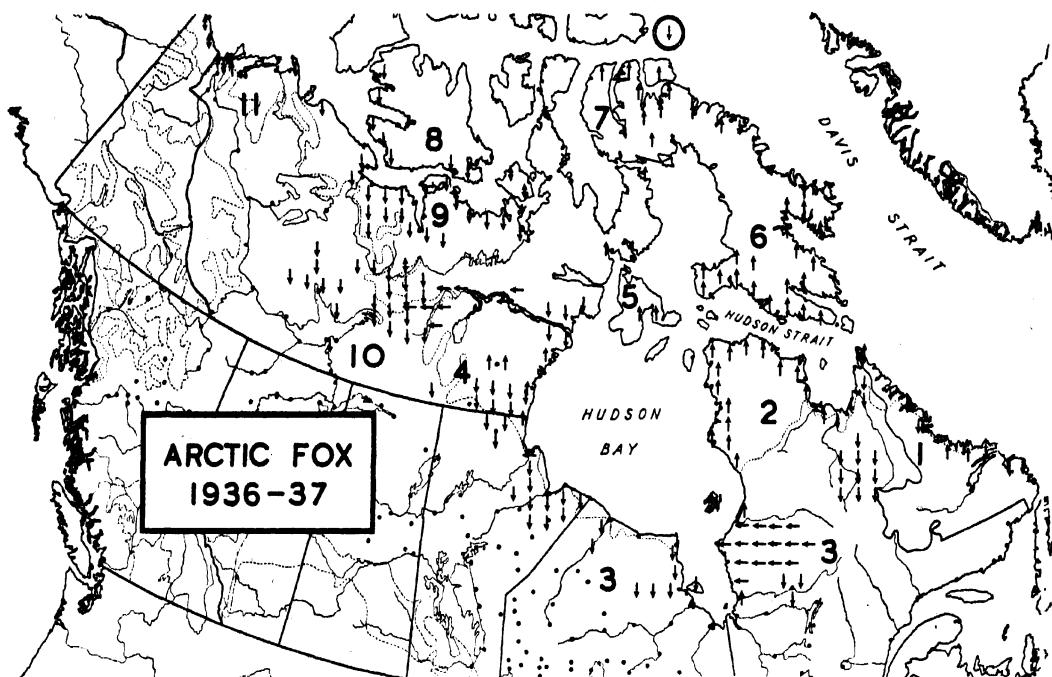 11
8
7
DAVIS
STRAIT
9
6
5
HUDSON STRAIT
10
4
2
HUDSON
BAY
1
ARCTIC FOX
1936-37
3
3